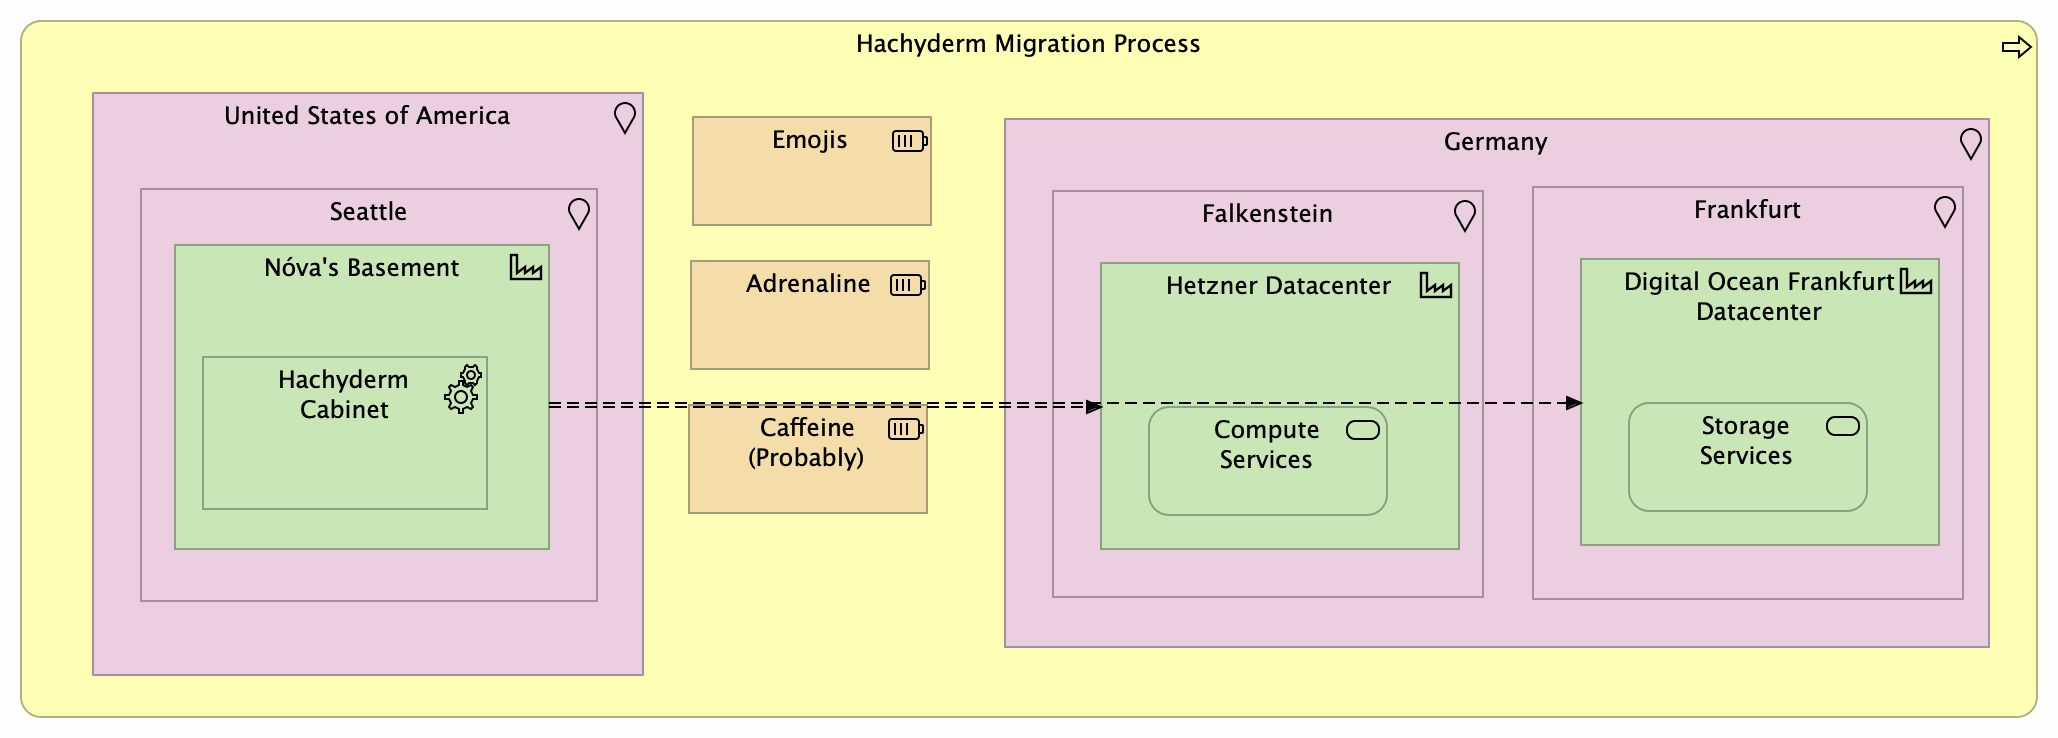 Hachyderm Migration Process
United States of America
Seattle
Nóva's Basement
Hachyderm
Cabinet
Emojis
Adrenaline
Caffeine
(Probably)
Germany
Falkenstein
Hetzner Datacenter
Compute
Services
Frankfurt
Digital Ocean Frankfurt
Datacenter
Storage
Services